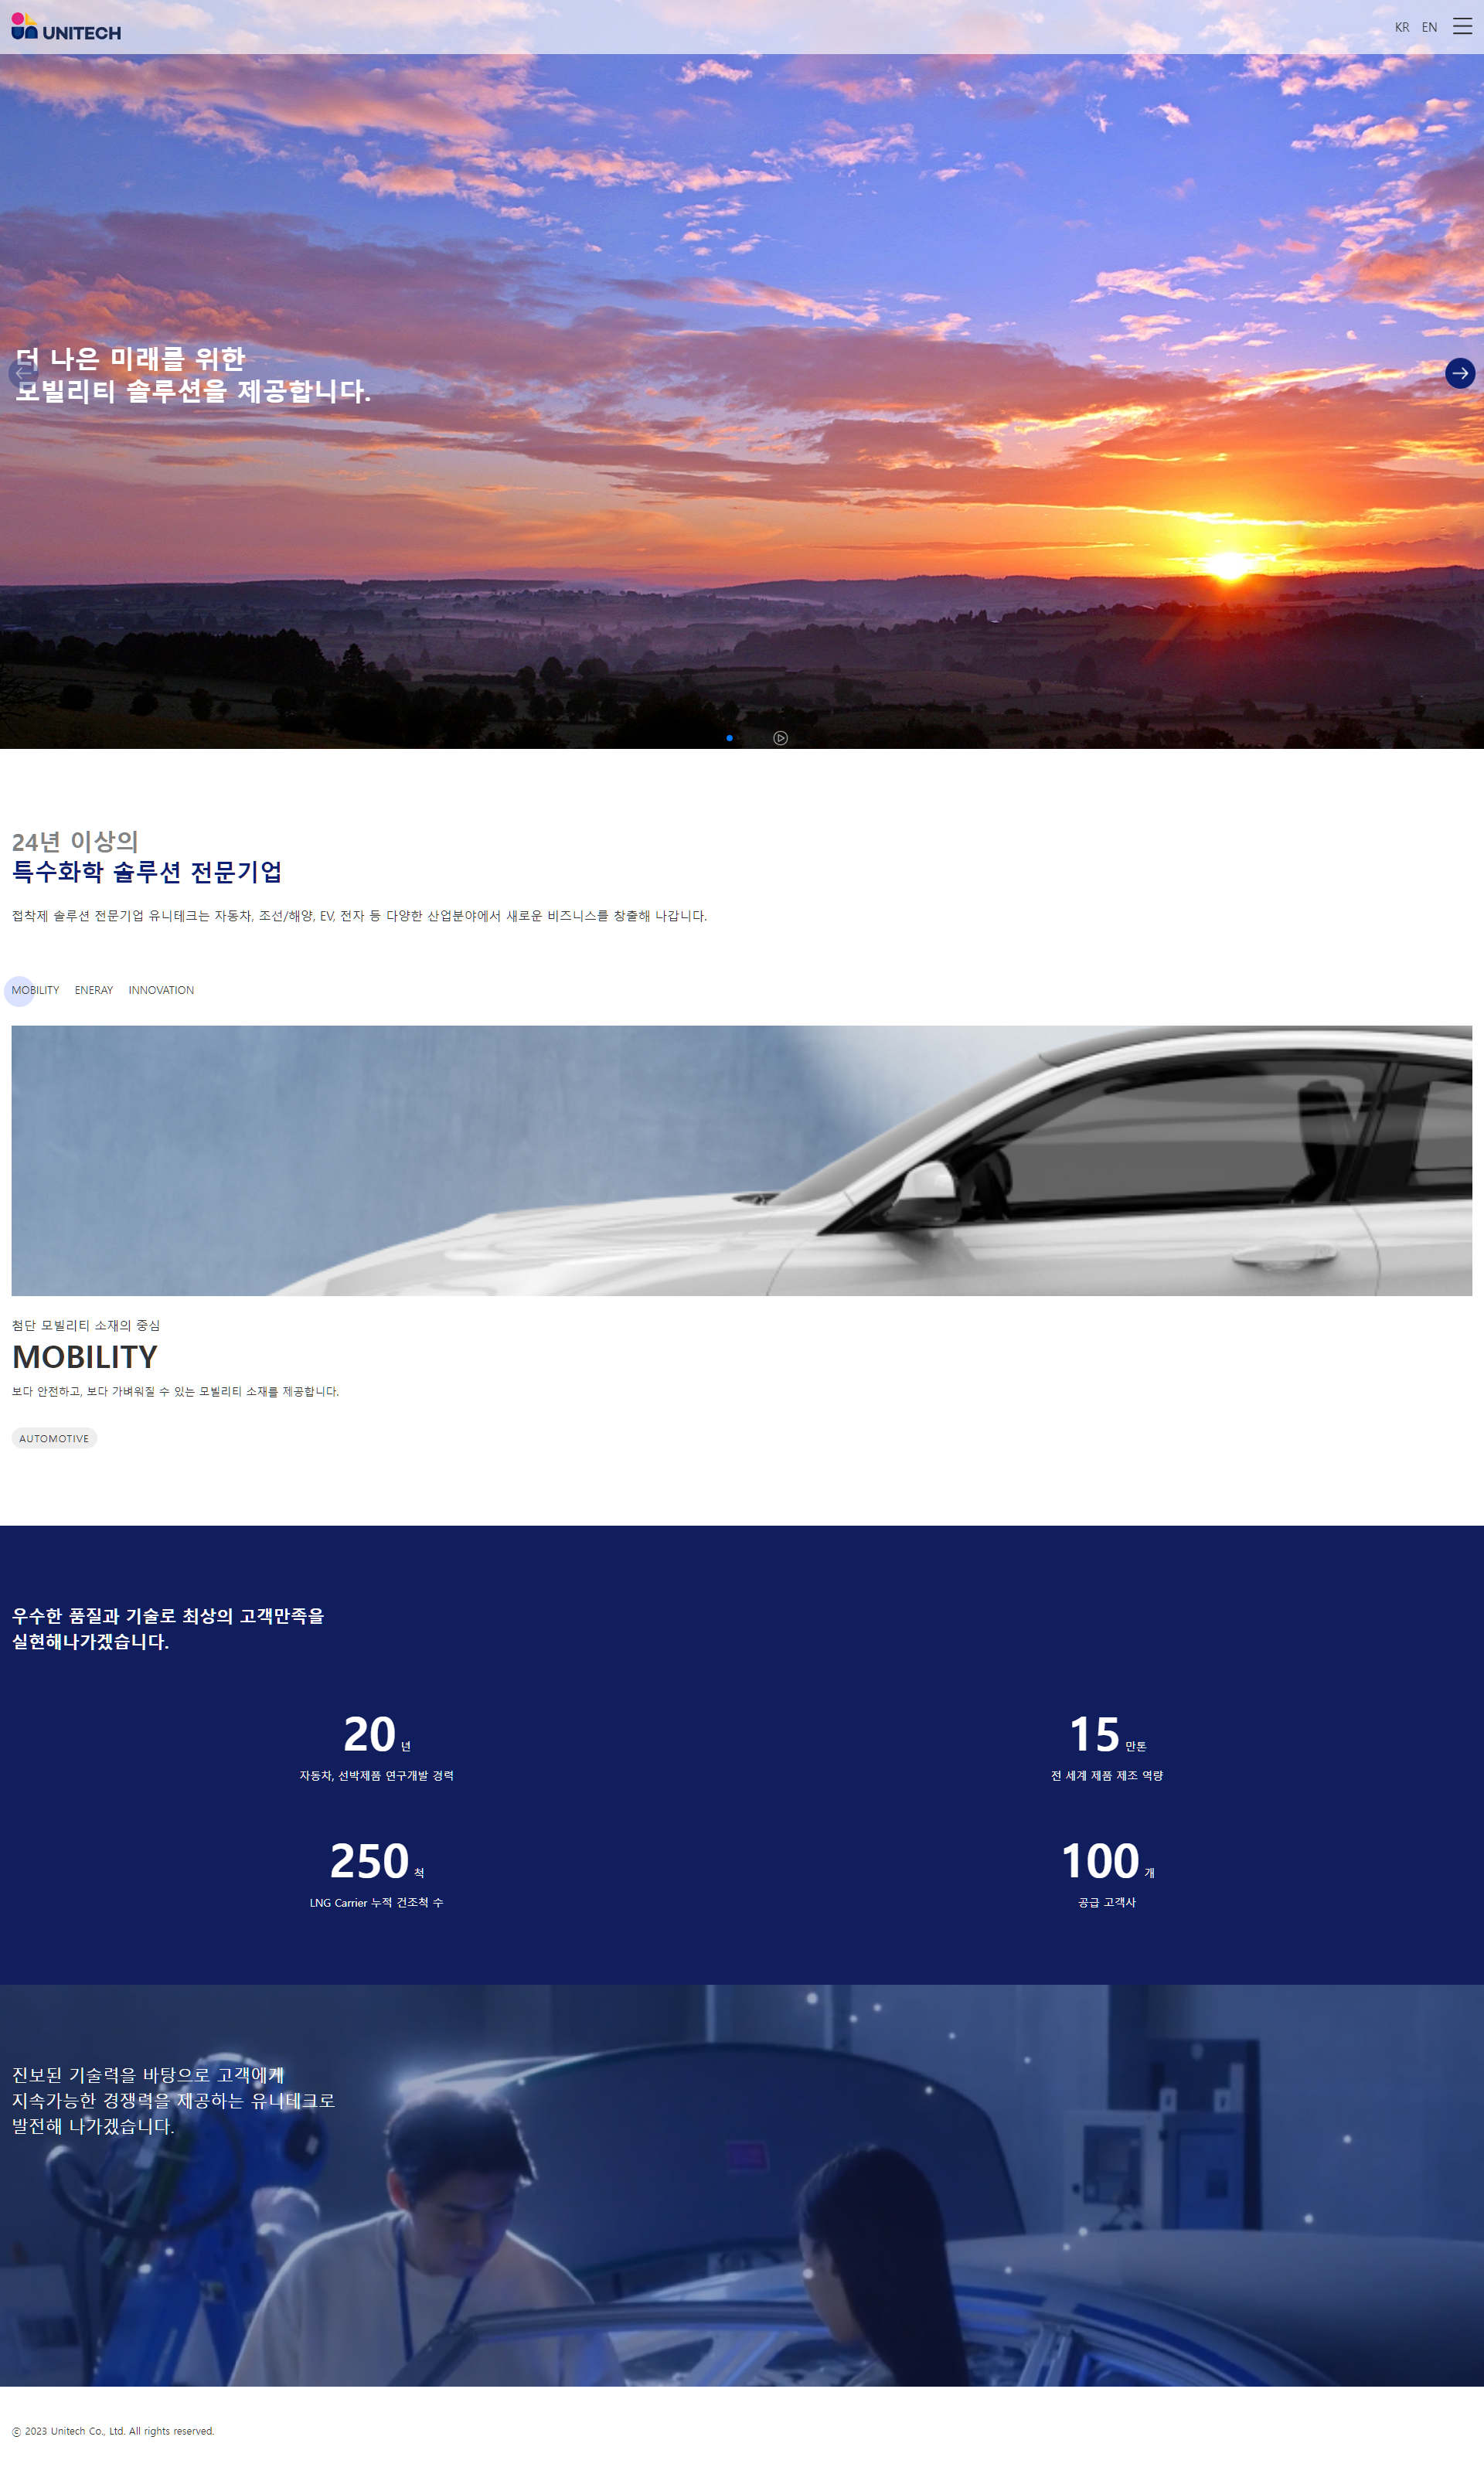 UNITECH
KR EN
더 나은 미래를 위한
모빌리티 솔루션을 제공합니다.
24년 이상의
특수화학 솔루션 전문기업
접착제 솔루션 전문기업 유니테크는 자동차, 조선/해양, EV, 전자 등 다양한 산업분야에서 새로운 비즈니스를 창출해 나갑니다.
MOBILITY ENERAY INNOVATION
첨단 모빌리티 소재의 중심
MOBILITY
보다 안전하고, 보다 가벼워질 수 있는 모빌리티 소재를 제공합니다.
AUTOMOTIVE
우수한 품질과 기술로 최상의 고객만족을
실현해나가겠습니다.
20 년
자동차, 선박제품 연구개발 경력
15 만톤
전 세계 제품 제조 역량
250 척
LNG Carrier 누적 건조척 수
100 개
공급 고객사
진보된 기술력을 바탕으로 고객에게
지속가능한 경쟁력을 제공하는 유니테크로
발전해 나가겠습니다.
© 2023 Unitech Co., Ltd. All rights reserved.